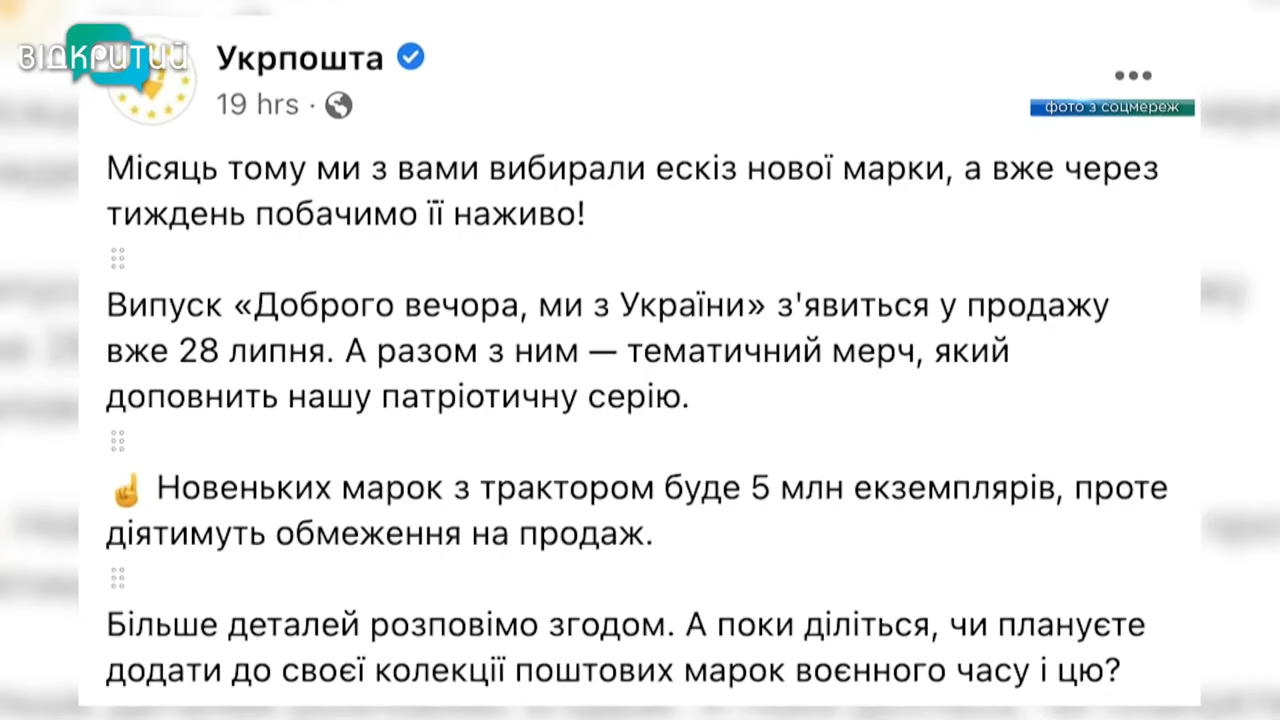 ВІДКРИТИЙ
Укрпошта
19 hrs ·
фото з соцмереж
Місяць тому ми з вами вибирали ескіз нової марки, а вже через
тиждень побачимо її наживо!
Випуск «Доброго вечора, ми з України» з'явиться у продажу
вже 28 липня. А разом з ним — тематичний мерч, який
доповнить нашу патріотичну серію.
☝ Новеньких марок з трактором буде 5 млн екземплярів, проте
діятимуть обмеження на продаж.
Більше деталей розповімо згодом. А поки діліться, чи плануєте
додати до своєї колекції поштових марок воєнного часу і цю?